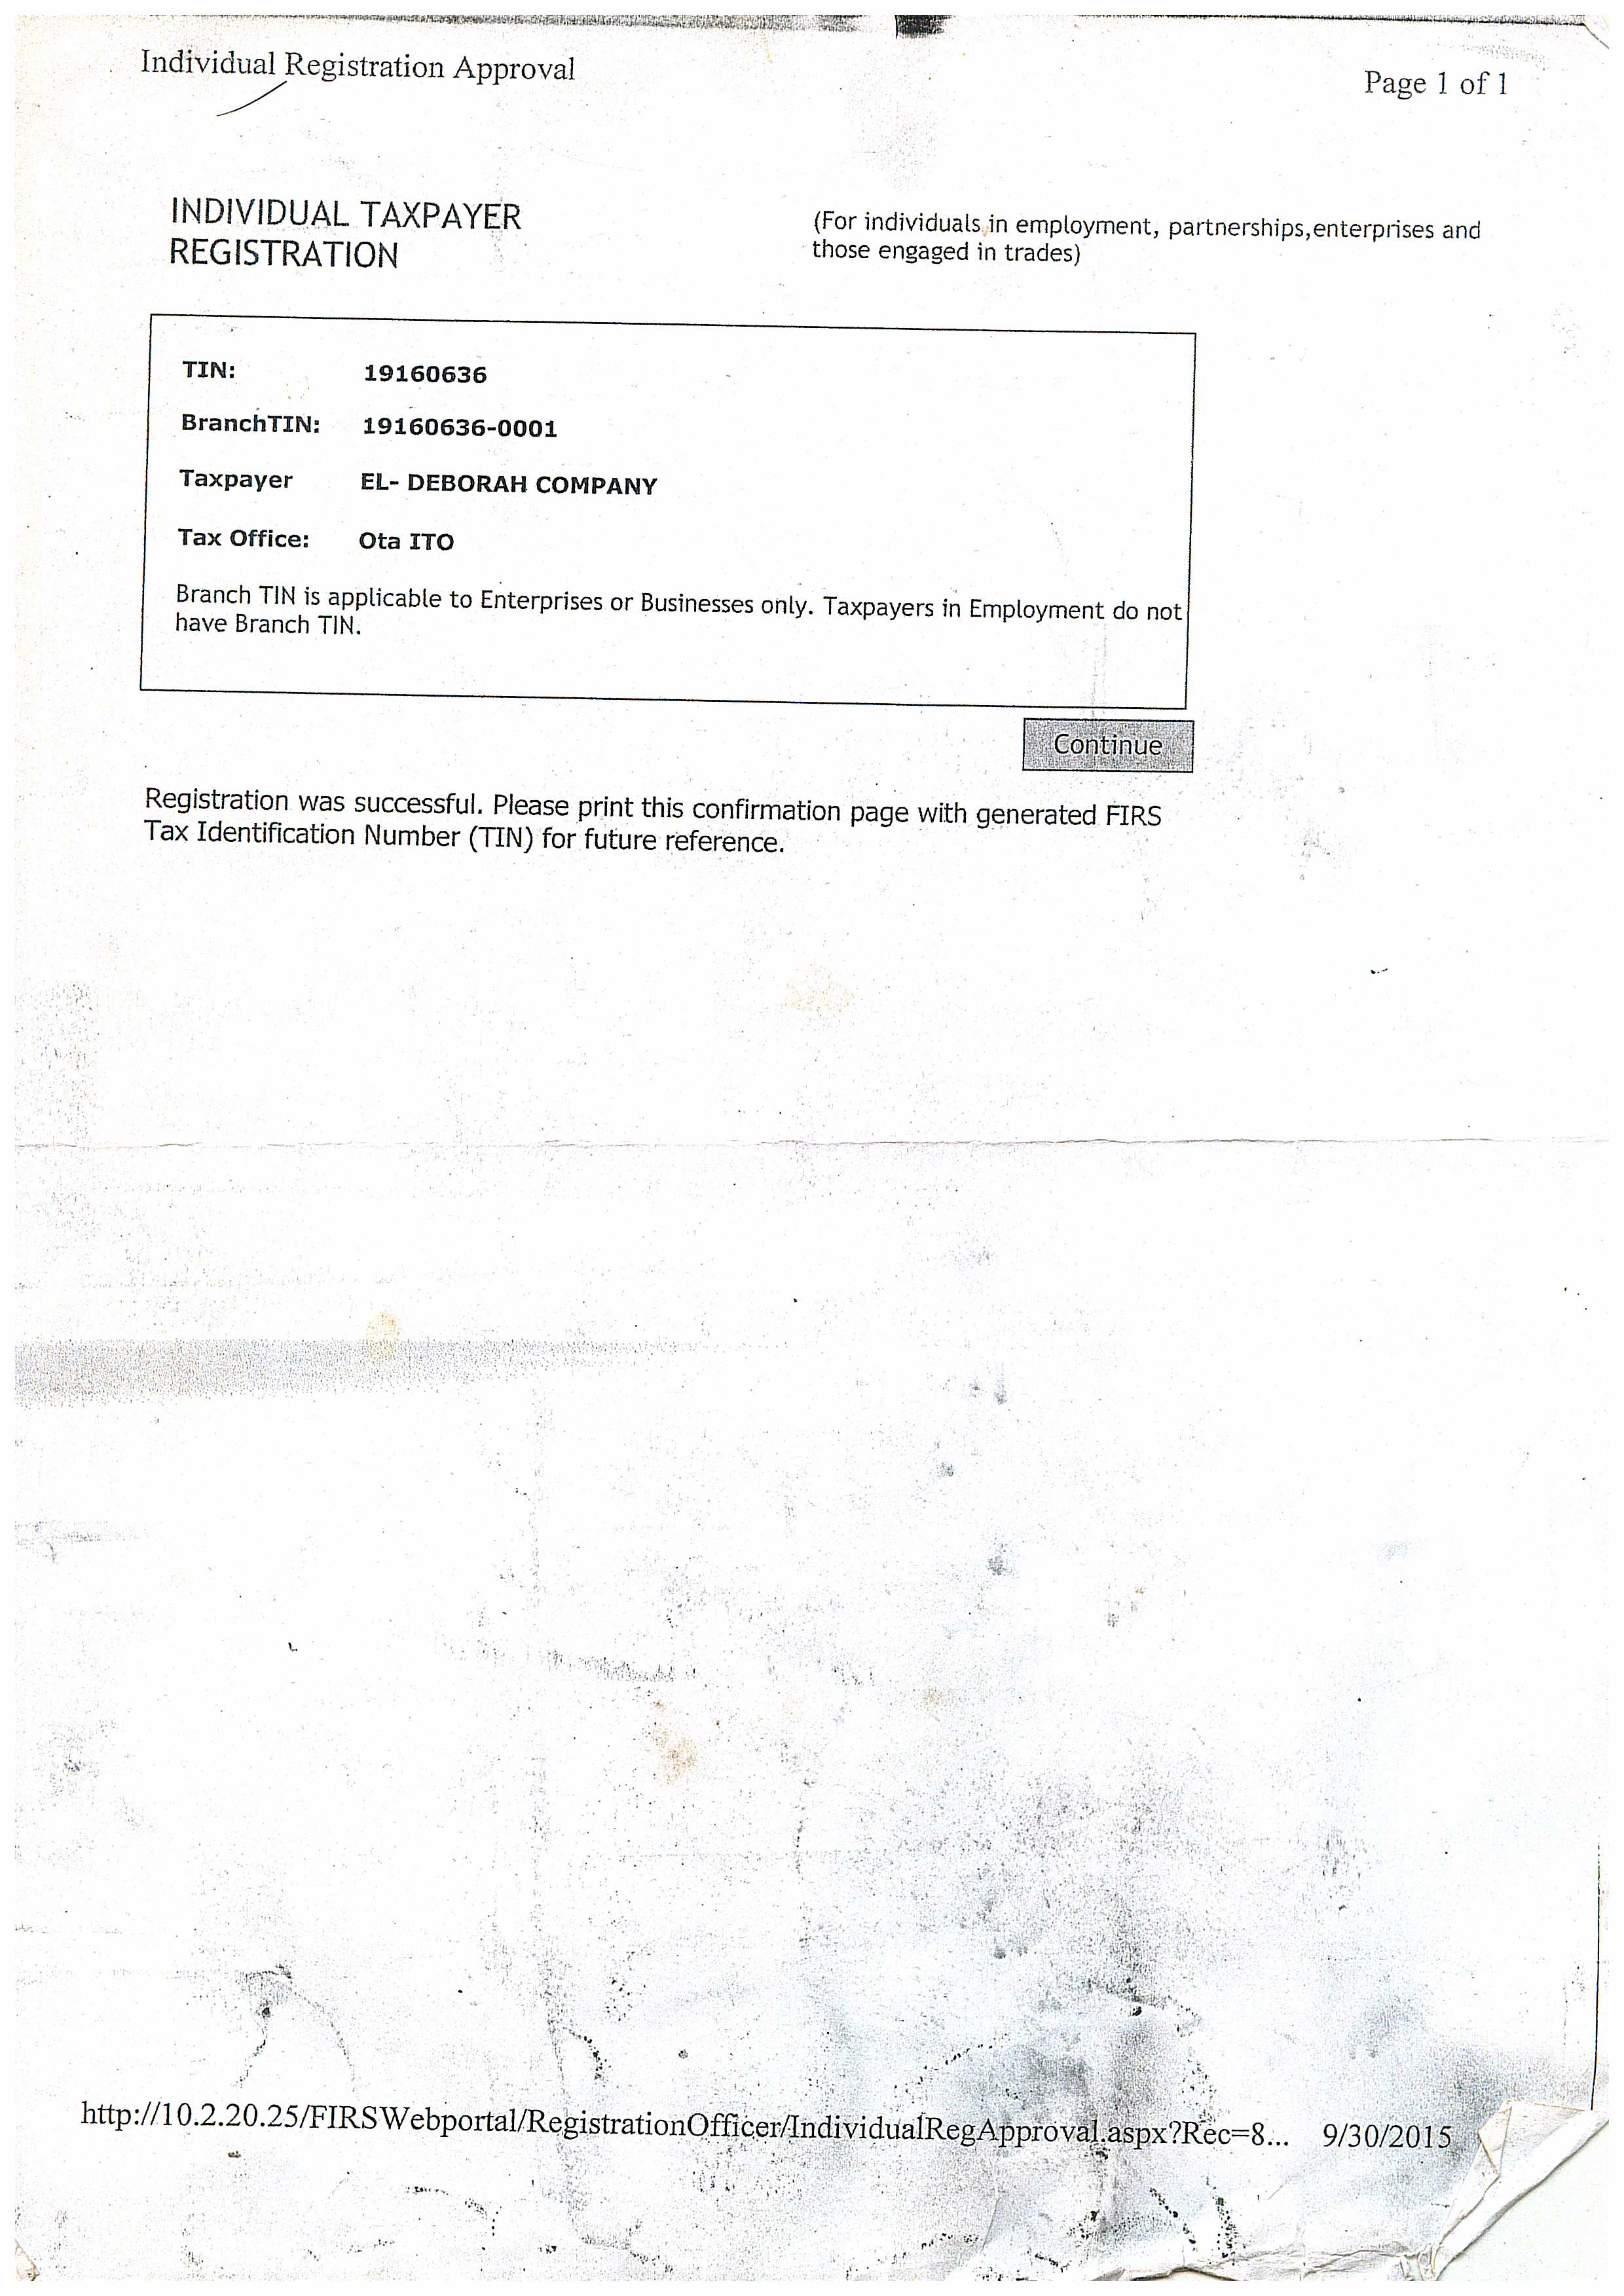 Individual Registration Approval
Page 1 of 1
INDIVIDUAL TAXPAYER
REGISTRATION
(For individuals in employment, partnerships,enterprises and
those engaged in trades)
TIN: 19160636
BranchTIN: 19160636-0001
Taxpayer EL- DEBORAH COMPANY
Tax Office: Ota ITO
Branch TIN is applicable to Enterprises or Businesses only. Taxpayers in Employment do not
have Branch TIN.
Continue
Registration was successful. Please print this confirmation page with generated FIRS
Tax Identification Number (TIN) for future reference.
http://10.2.20.25/FIRSWebportal/RegistrationOfficer/IndividualRegApproval.aspx?Rec=8... 9/30/2015